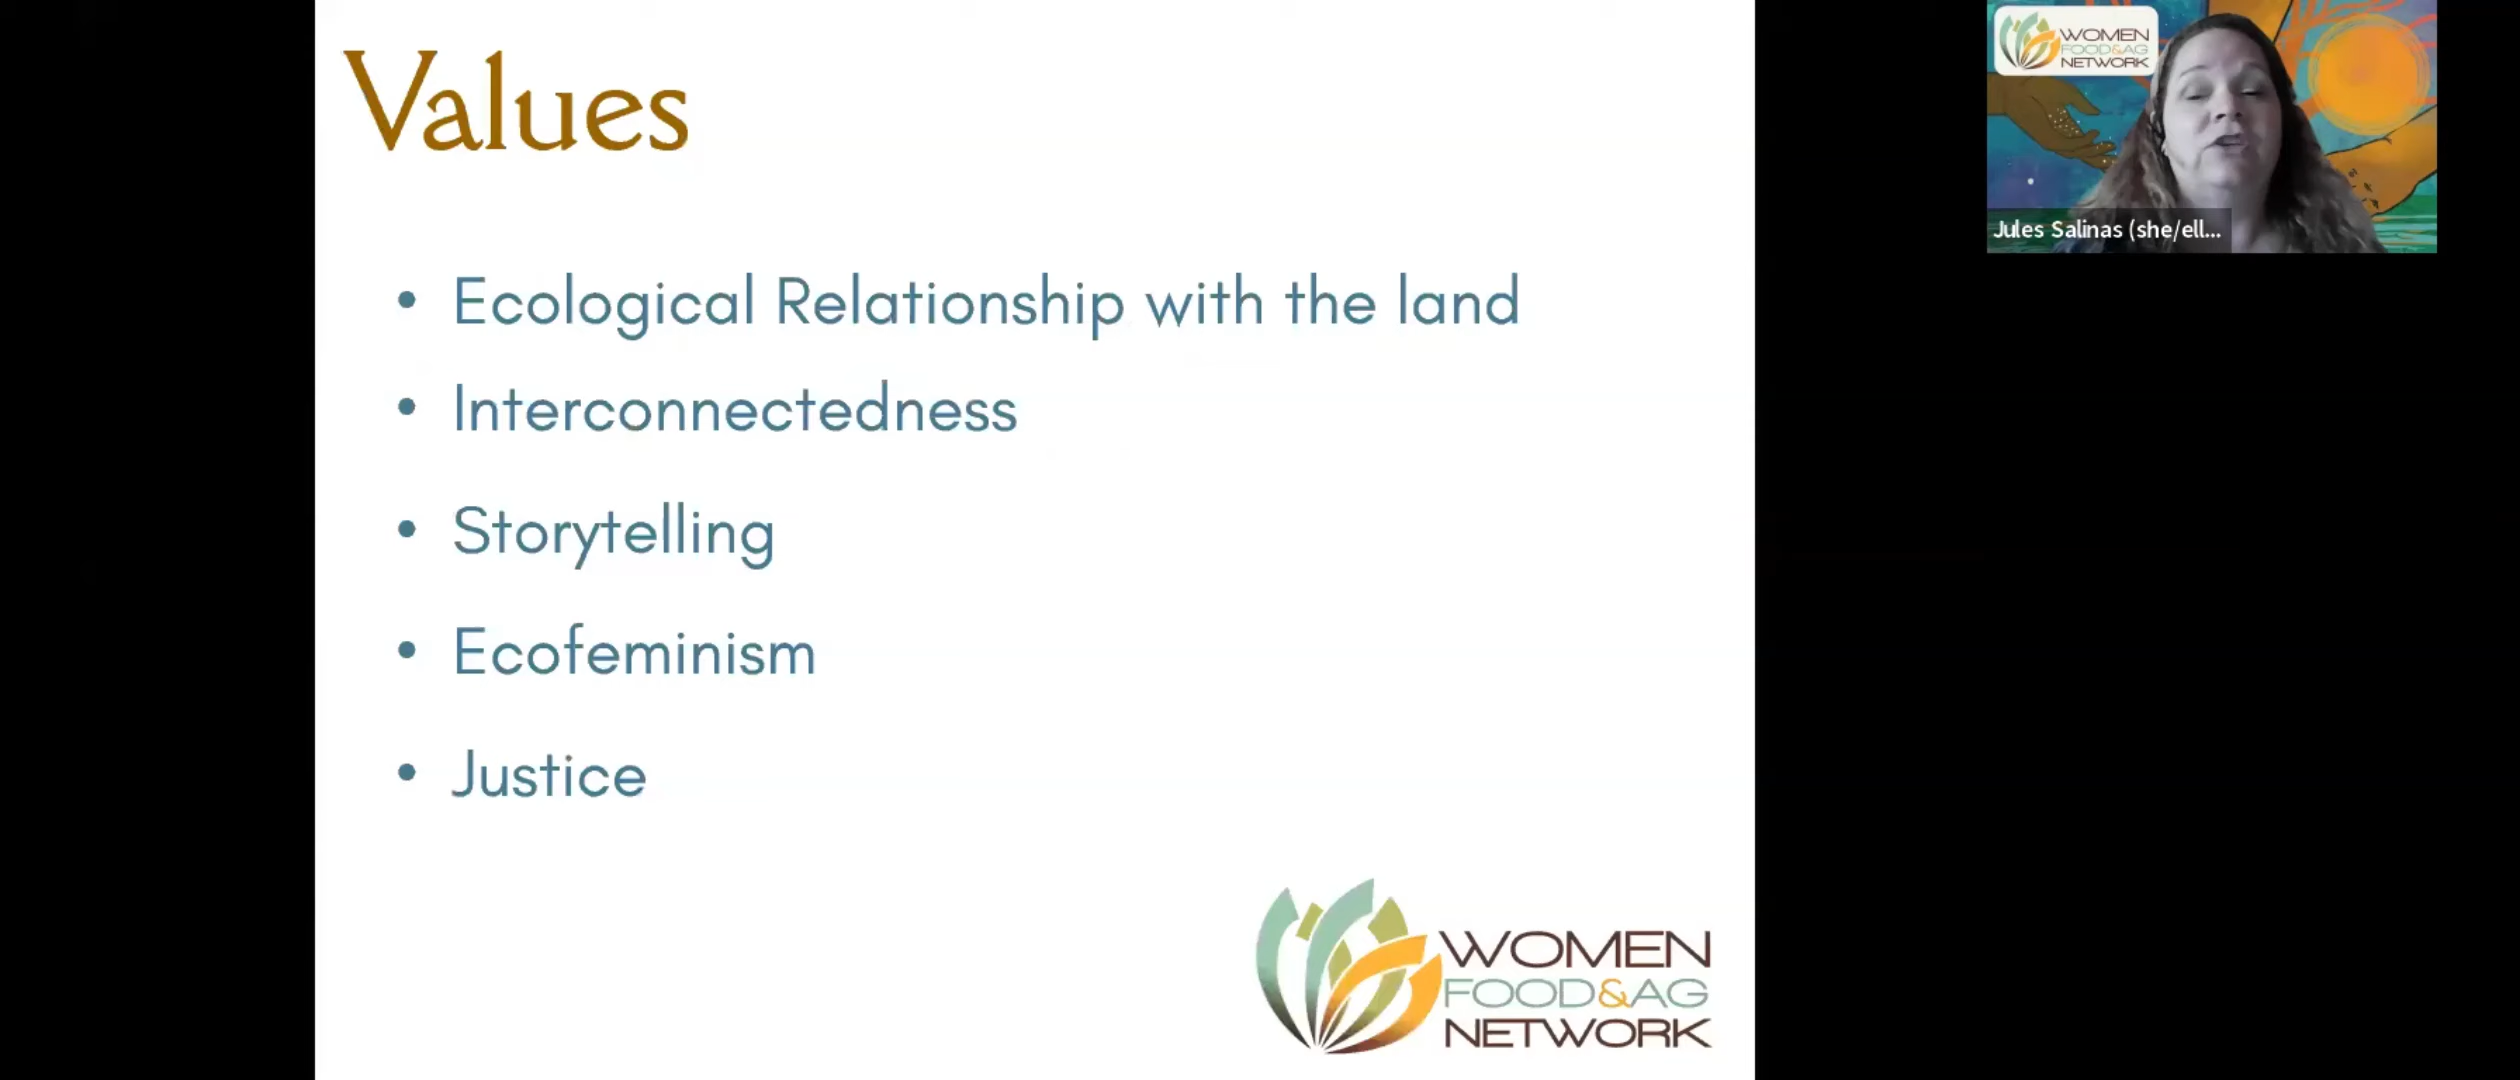 Values
• Ecological Relationship with the land
• Interconnectedness
• Storytelling
• Ecofeminism
• Justice
WOMEN
FOOD&AG
NETWORK
WOMEN
FOOD&AG
NETWORK
Jules Salinas (she/ell...